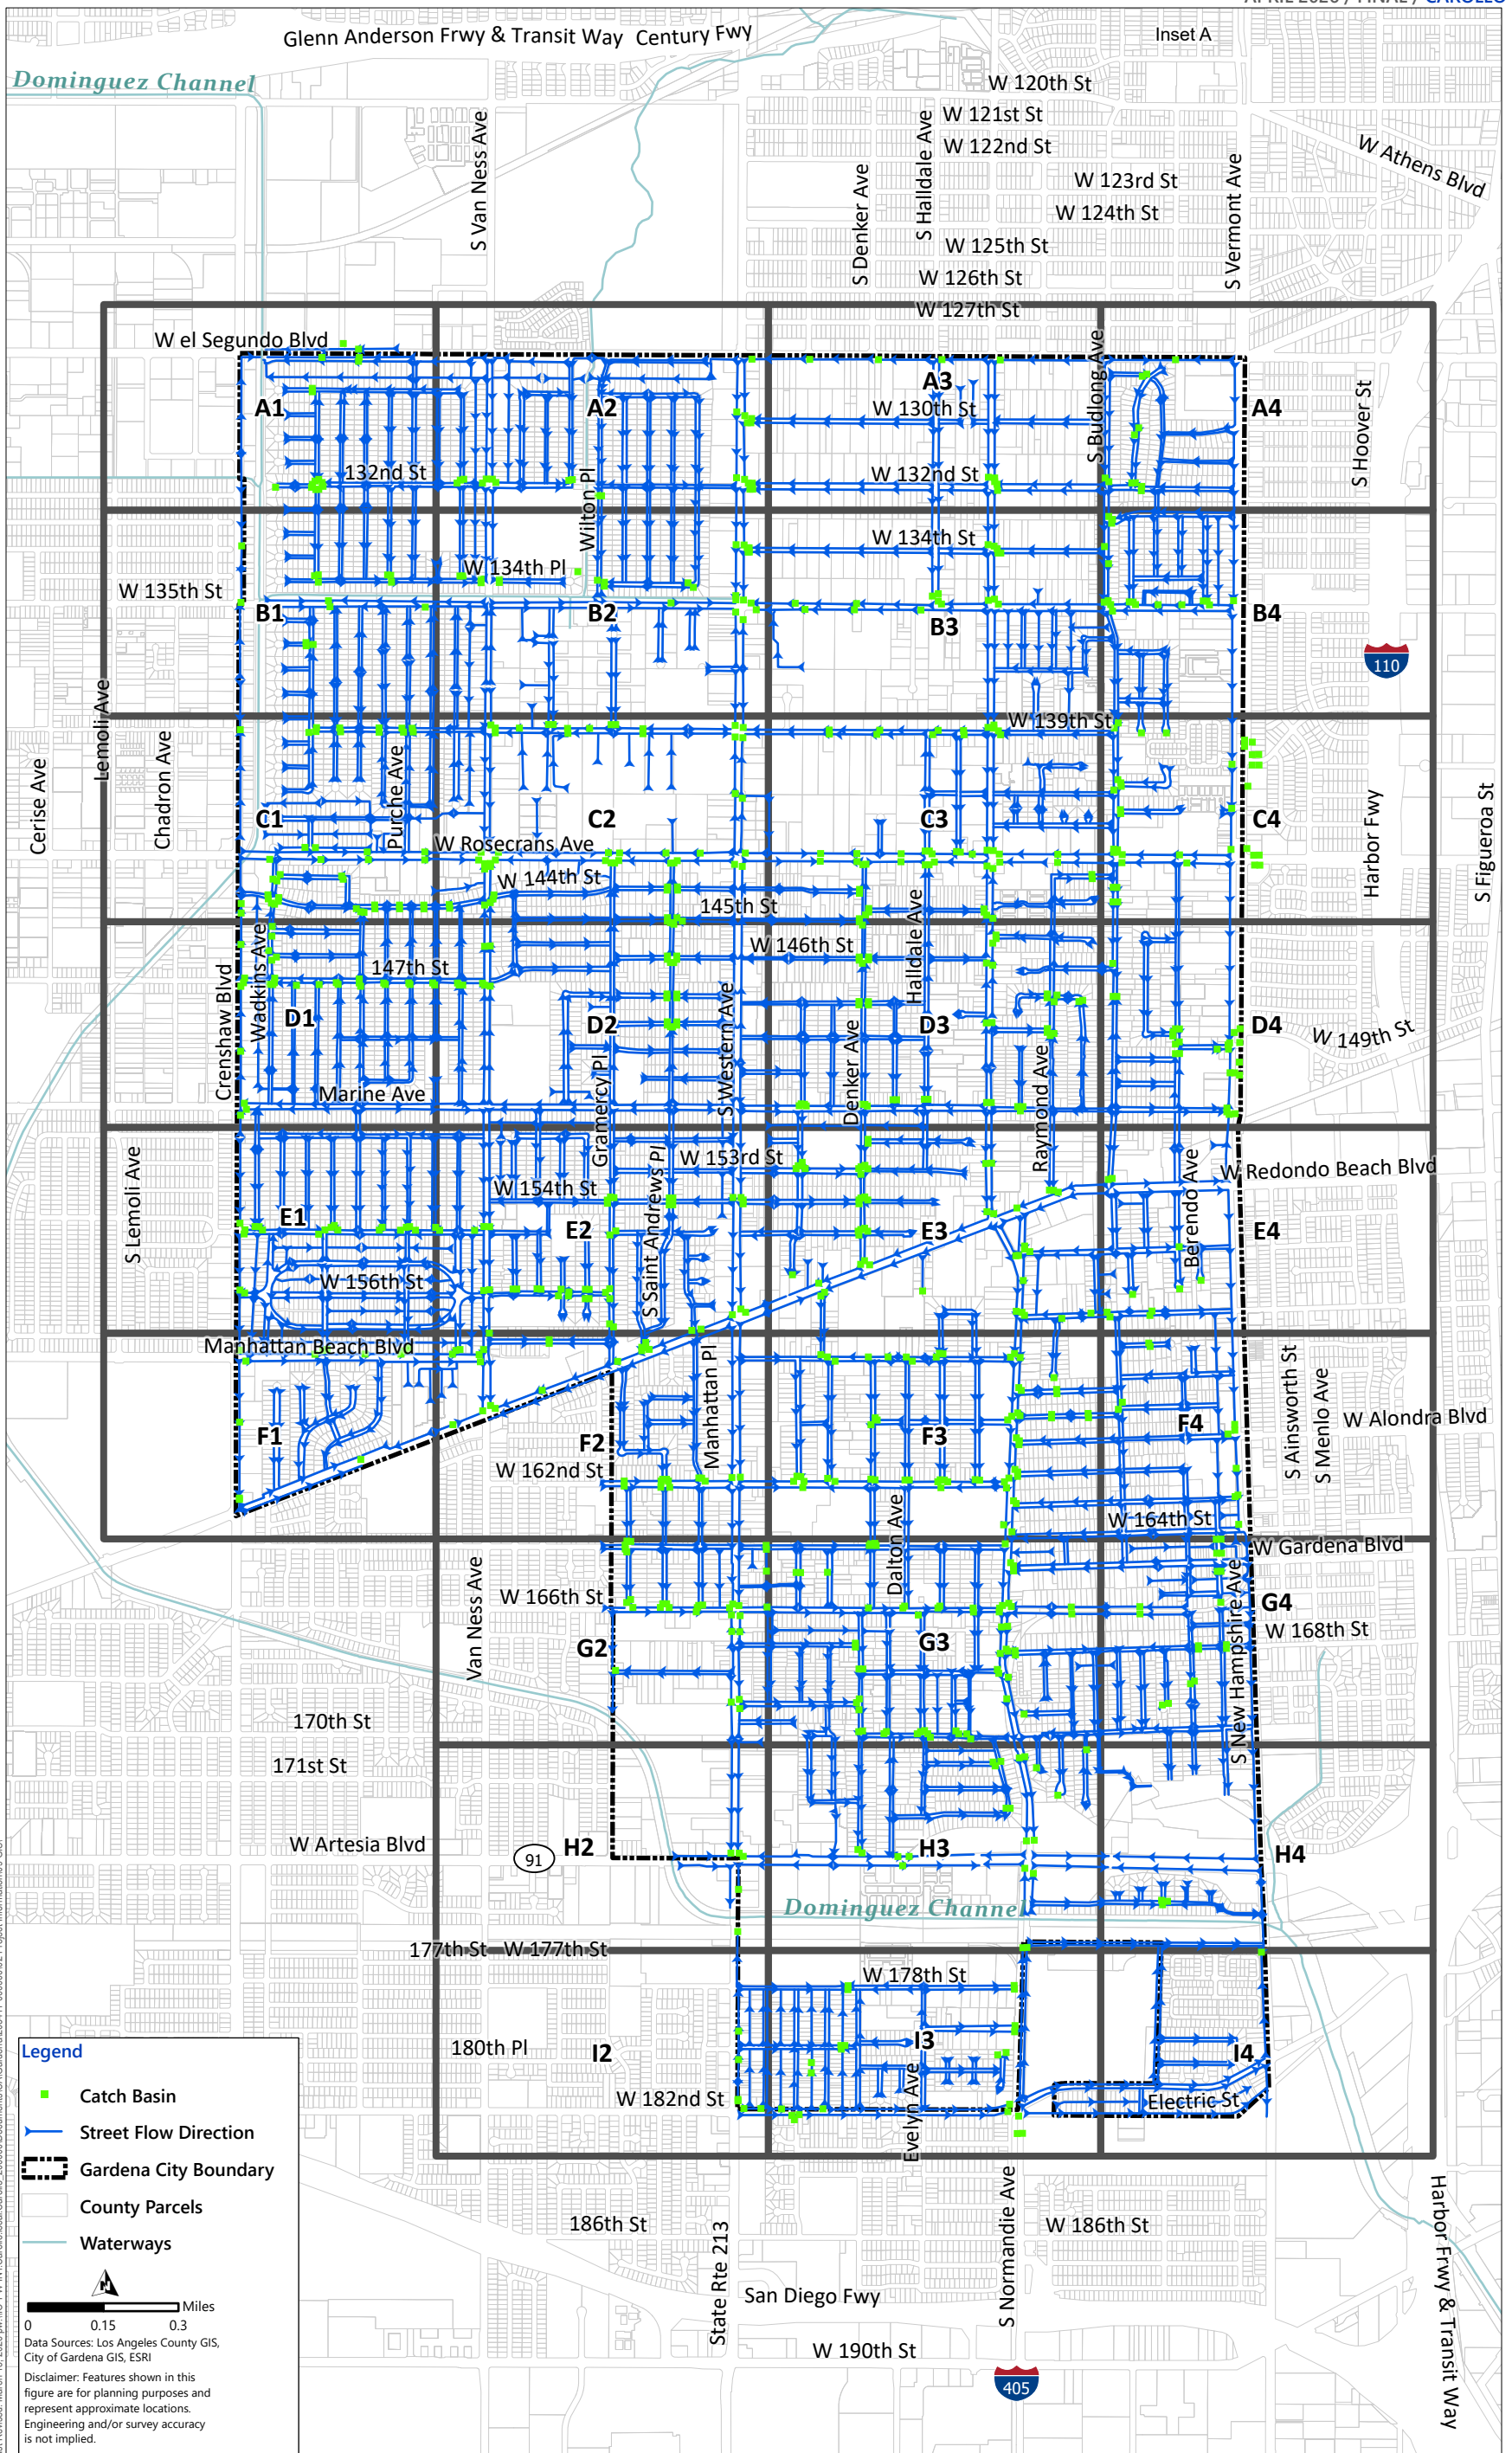 APRIL 2020 / FINAL / CAROLLO
Glenn Anderson Frwy & Transit Way Century Fwy
Inset A
Dominguez Channel
W 120th St
W 121st St
W 122nd St
W 123rd St
W 124th St
W 125th St
W 126th St
W 127th St
W Athens Blvd
S Van Ness Ave
S Denker Ave
S Halldale Ave
S Vermont Ave
W el Segundo Blvd
S Budlong Ave
A1
A2
A3
A4
W 130th St
132nd St
W 132nd St
S Hoover St
Wilton Pl
W 134th St
W 134th Pl
W 135th St
B1
B2
B3
B4
110
Lemoli Ave
W 139th St
Cerise Ave
Chadron Ave
Purche Ave
C1
C2
C3
C4
Harbor Fwy
S Figueroa St
W Rosecrans Ave
W 144th St
145th St
Halldale Ave
W 146th St
147th St
Crenshaw Blvd
Wadkins Ave
D1
D2
D3
D4
W 149th St
S Western Ave
Denker Ave
Gramercy Pl
Raymond Ave
Marine Ave
S Lemoli Ave
W 153rd St
W Redondo Beach Blvd
W 154th St
S Saint Andrews Pl
Berendo Ave
E1
E2
E3
E4
W 156th St
Manhattan Beach Blvd
Manhattan Pl
S Ainsworth St
S Menlo Ave
W Alondra Blvd
F1
F2
F3
F4
W 162nd St
Dalton Ave
W 164th St
W Gardena Blvd
Van Ness Ave
W 166th St
S New Hampshire Ave
G2
G3
G4
W 168th St
170th St
171st St
W Artesia Blvd
91
H2
H3
H4
Dominguez Channel
177th St
W 177th St
W 178th St
180th Pl
I2
I3
I4
W 182nd St
Evelyn Ave
Electric St
186th St
W 186th St
State Rte 213
S Normandie Ave
San Diego Fwy
W 190th St
405
Harbor Frwy & Transit Way
Legend
Catch Basin
Street Flow Direction
Gardena City Boundary
County Parcels
Waterways
Miles
0 0.15 0.3
Data Sources: Los Angeles County GIS,
City of Gardena GIS, ESRI
Disclaimer: Features shown in this
figure are for planning purposes and
represent approximate locations.
Engineering and/or survey accuracy
is not implied.